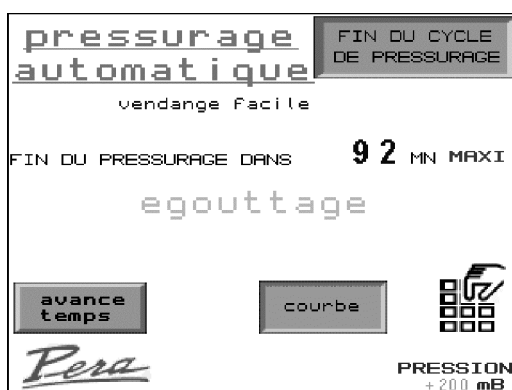 pressurage
automatique
FIN DU CYCLE
DE PRESSURAGE
vendange facile
FIN DU PRESSURAGE DANS 92 MN MAXI
egouttage
avance
temps
courbe
Pera
PRESSION
+200 mB